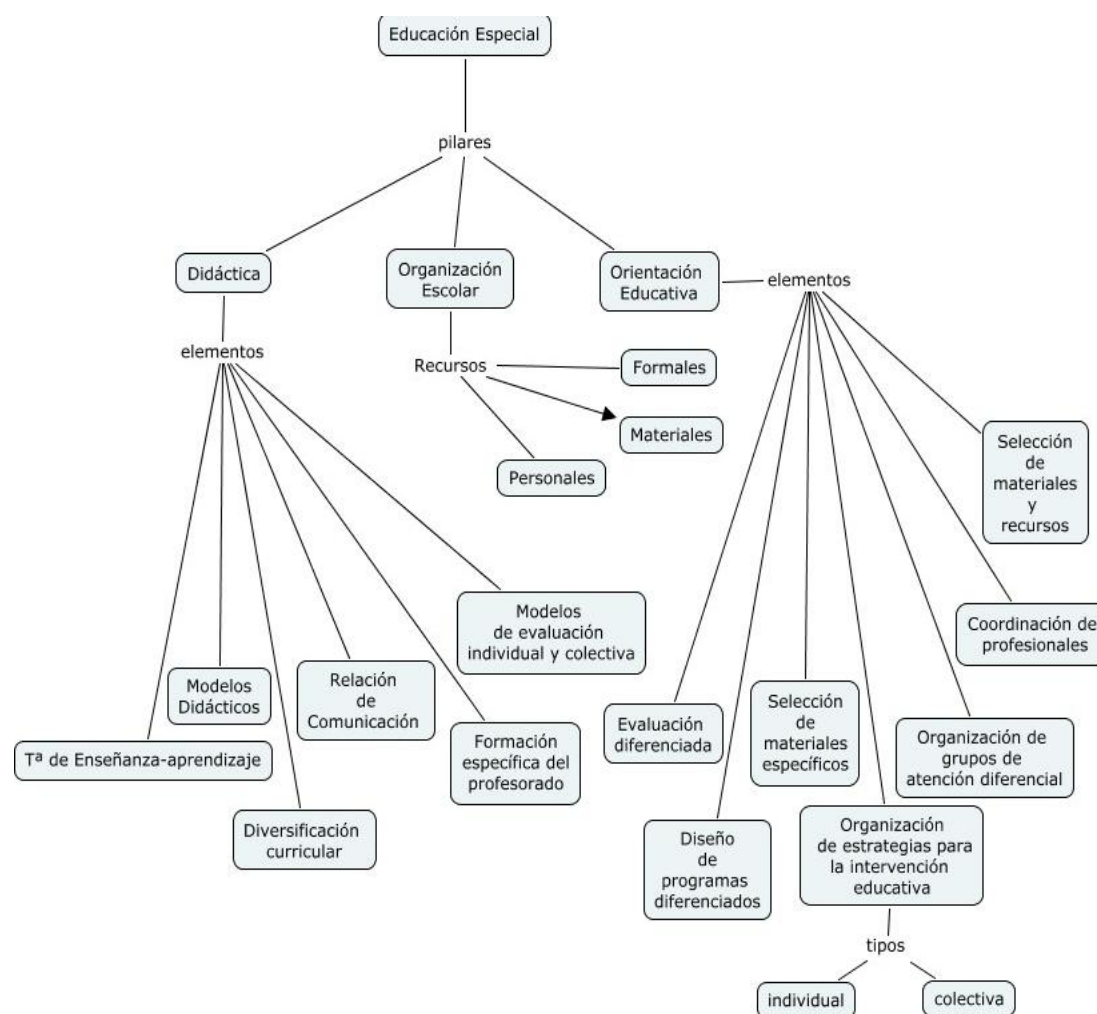 Educación Especial
pilares
Didáctica
Organización
Escolar
Orientación
Educativa
elementos
elementos
Recursos
Formales
Materiales
Personales
Selección
de
materiales
y
recursos
Modelos
de evaluación
individual y colectiva
Coordinación de
profesionales
Modelos
Didácticos
Relación
de
Comunicación
Tª de Enseñanza-aprendizaje
Formación
específica del
profesorado
Diversificación
curricular
Evaluación
diferenciada
Selección
de
materiales
específicos
Organización de
grupos de
atención diferencial
Diseño
de
programas
diferenciados
Organización
de estrategias para
la intervención
educativa
tipos
individual
colectiva